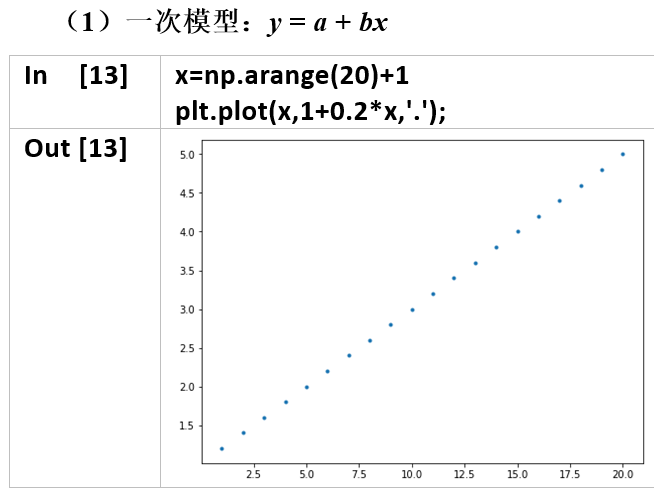 （1）一次模型：y = a + bx
In [13] x=np.arange(20)+1
plt.plot(x,1+0.2*x,'.');
Out [13]
5.0
4.5
4.0
3.5
3.0
2.5
2.0
1.5
2.5 5.0 7.5 10.0 12.5 15.0 17.5 20.0